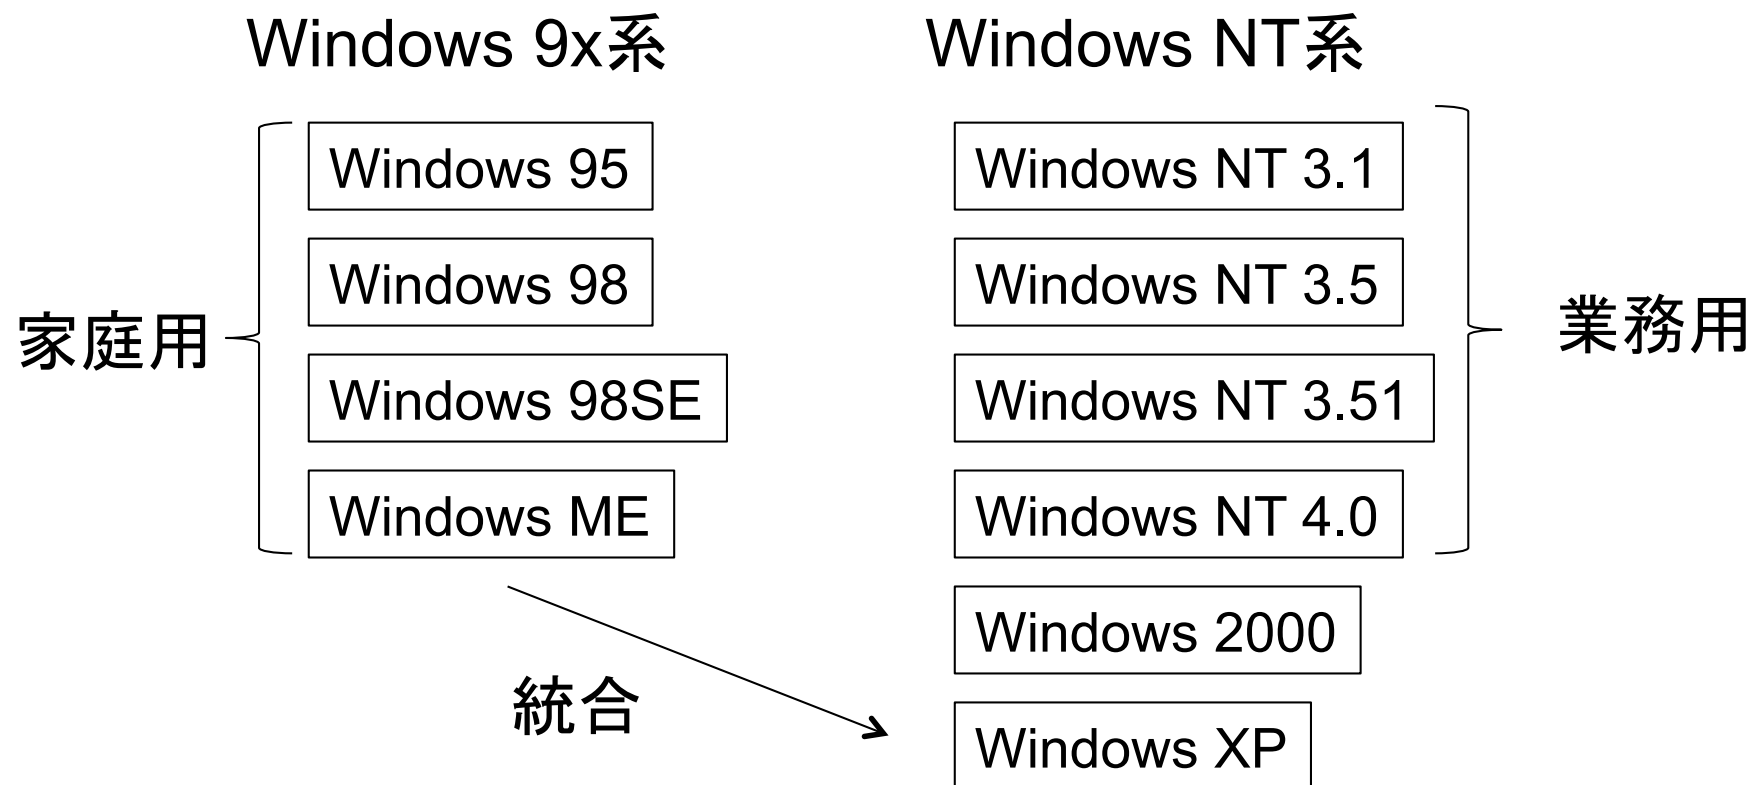 Windows 9x系
Windows NT系
家庭用
Windows 95
Windows 98
Windows 98SE
Windows ME
Windows NT 3.1
Windows NT 3.5
Windows NT 3.51
Windows NT 4.0
業務用
Windows 2000
Windows XP
統合